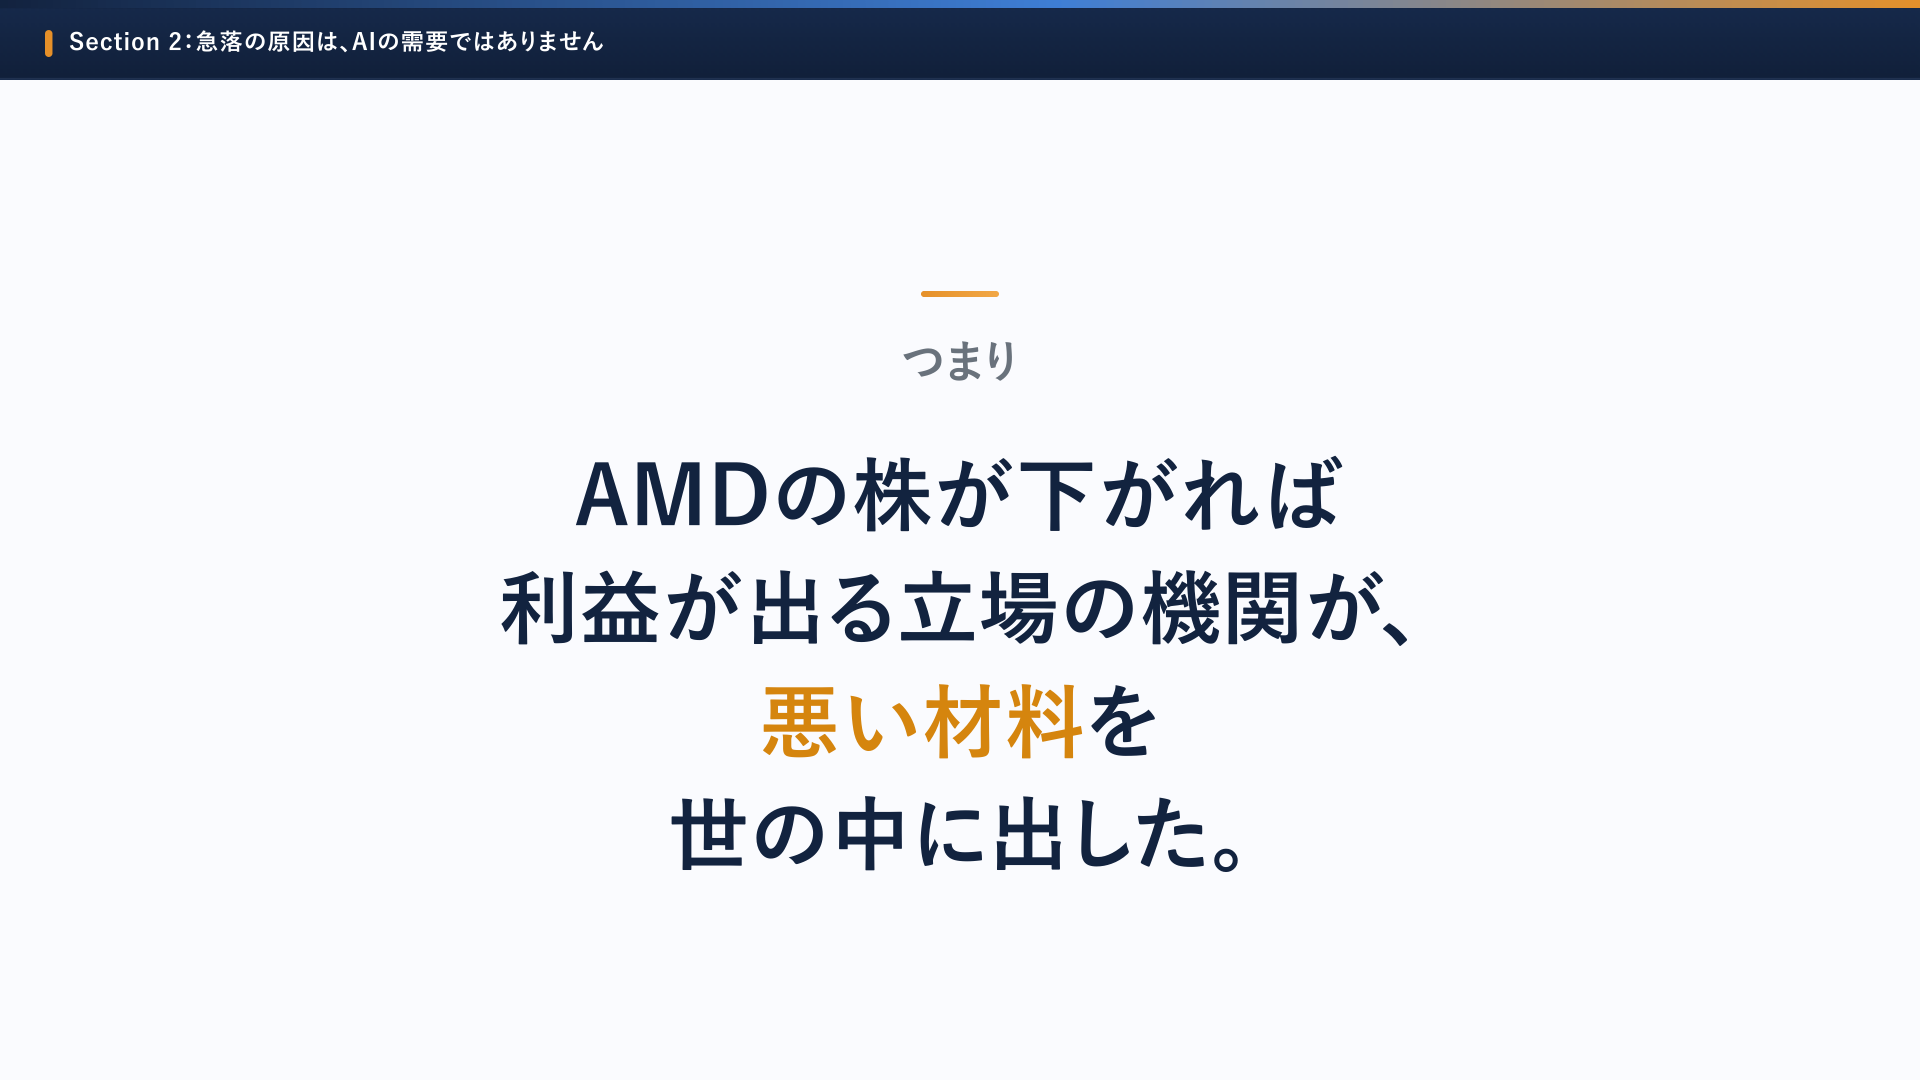 Section 2：急落の原因は、AIの需要ではありません
つまり
AMDの株が下がれば
利益が出る立場の機関が、
悪い材料を
世の中に出した。